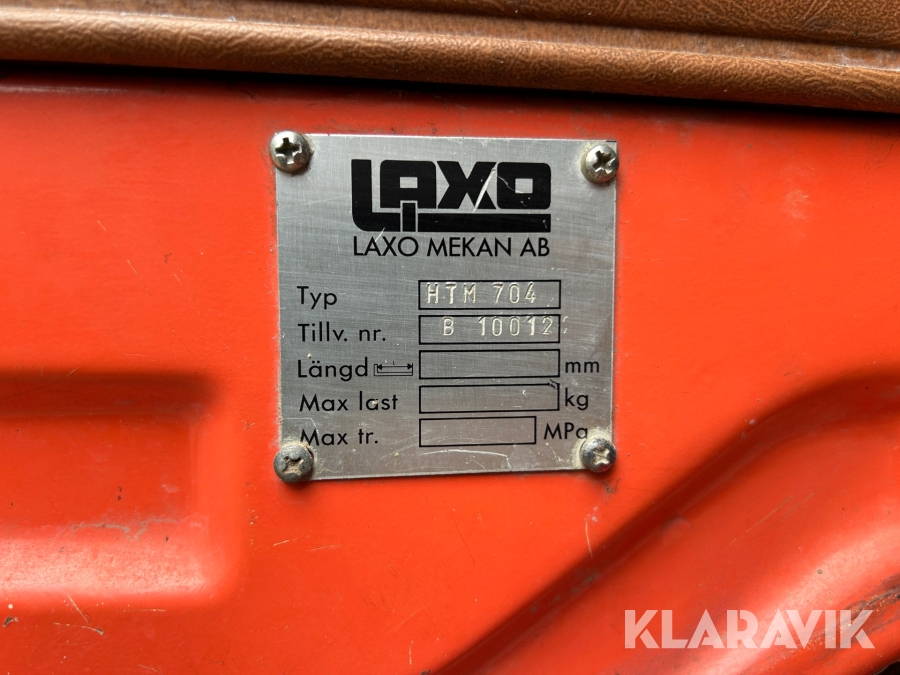 LAXO
LAXO MEKAN AB
Typ HTM 704
Tillv. nr. B 10012
Längd mm
Max last kg
Max tr. MPa
KLARAVIK